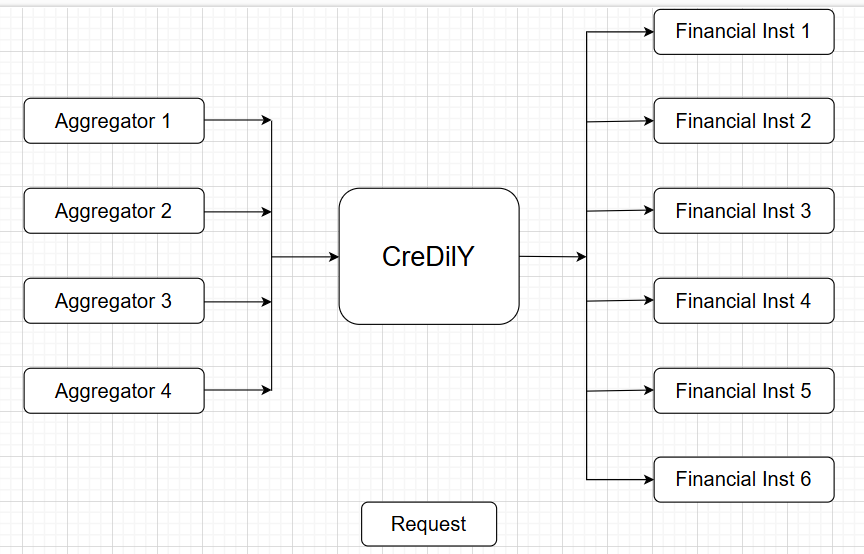 Financial Inst 1
Aggregator 1
Financial Inst 2
Aggregator 2
Financial Inst 3
CreDilY
Aggregator 3
Financial Inst 4
Aggregator 4
Financial Inst 5
Financial Inst 6
Request